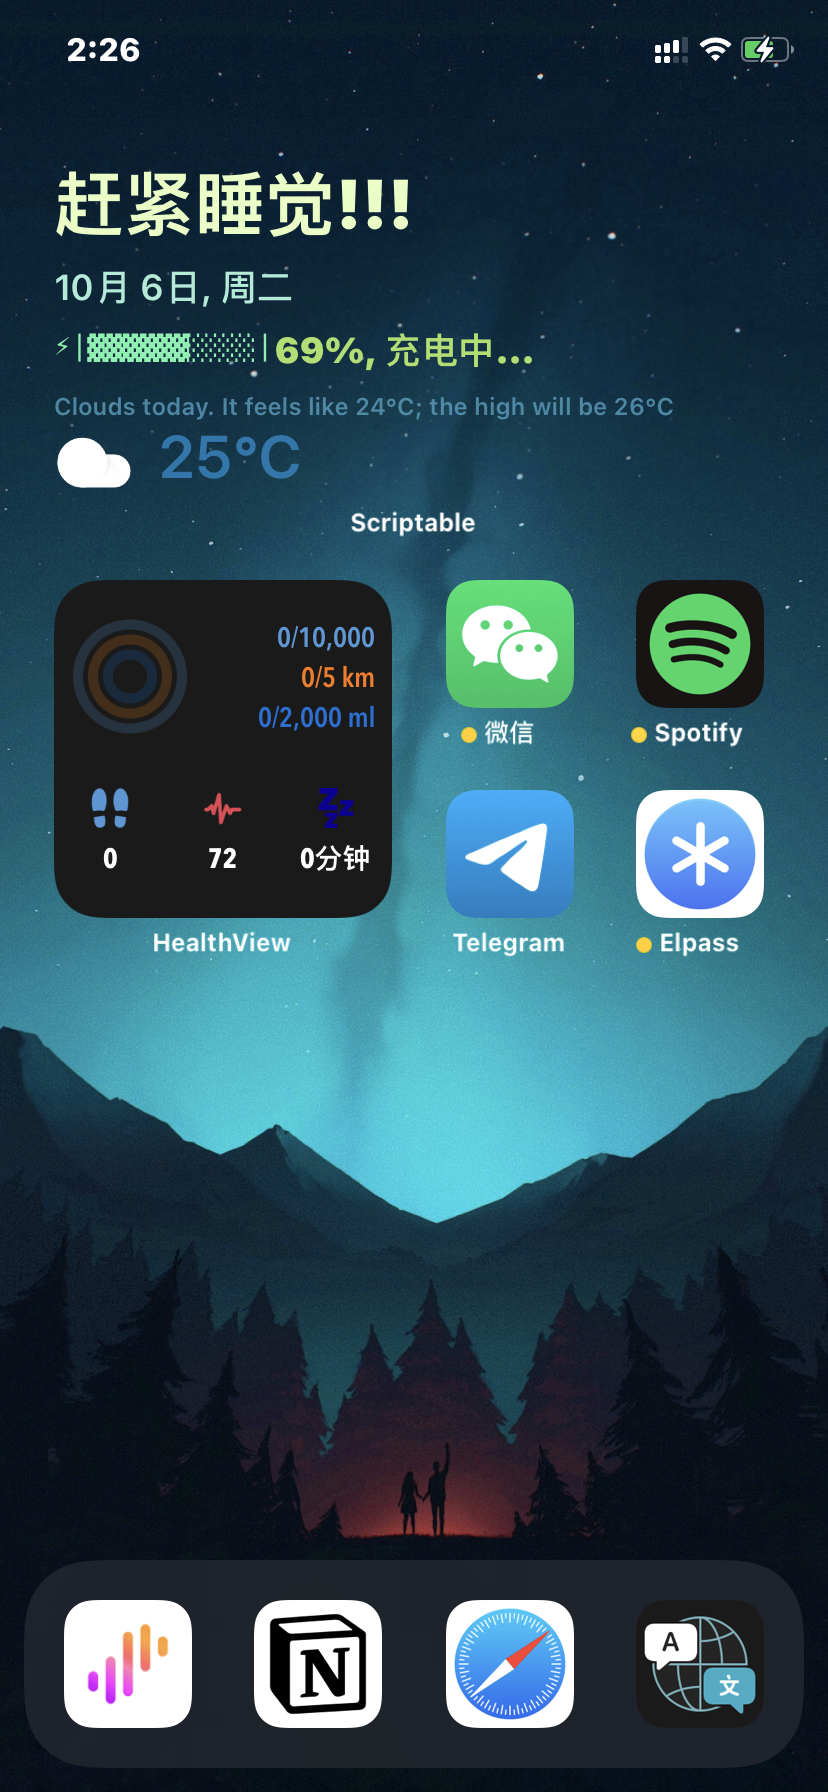 2:26
赶紧睡觉!!!
10月 6日, 周二
69%, 充电中...
Clouds today. It feels like 24°C; the high will be 26°C
25°C
Scriptable
0/10,000
0/5 km
0/2,000 ml
0
72
0分钟
HealthView
微信
Spotify
Telegram
Elpass
N
A
文